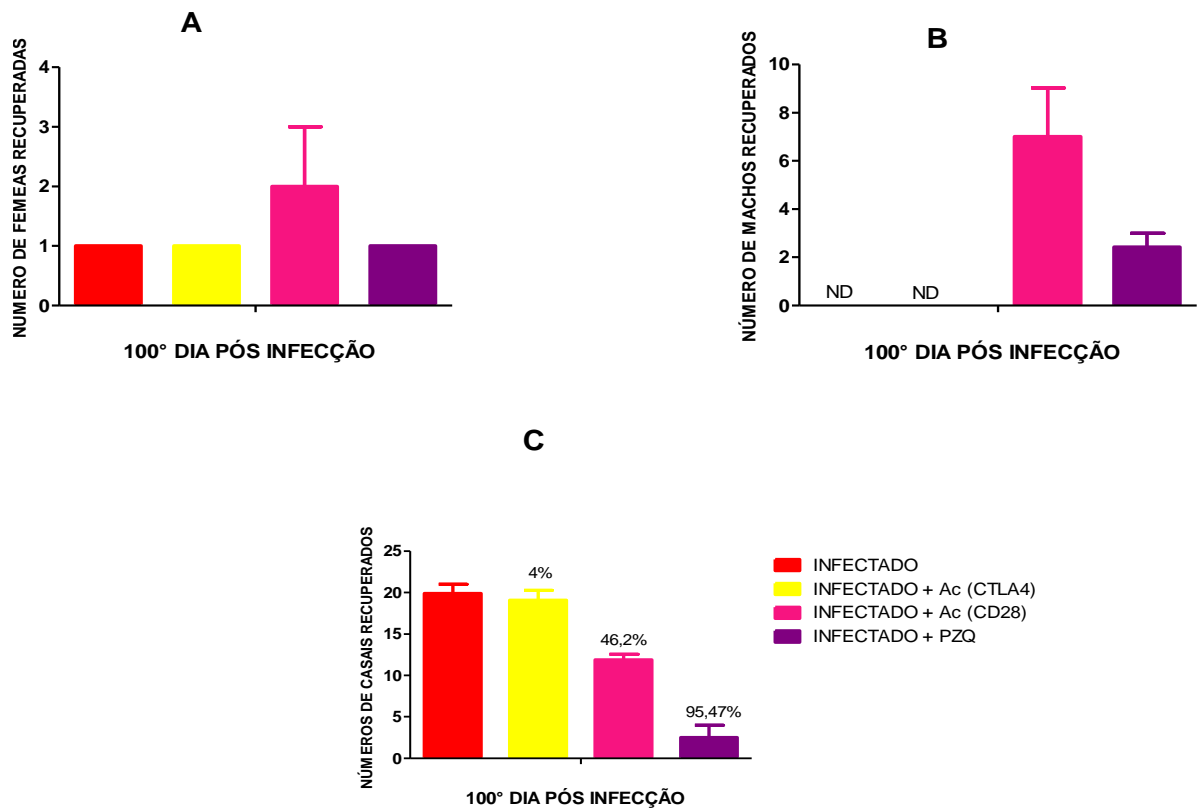 A
NUMERO DE FEMEAS RECUPERADAS
4
3
2
1
0
100° DIA PÓS INFECÇÃO
B
NÚMERO DE MACHOS RECUPERADOS
10
8
6
4
2
0
ND
ND
100° DIA PÓS INFECÇÃO
C
NÚMEROS DE CASAIS RECUPERADOS
25
20
15
10
5
0
4%
46,2%
95,47%
100° DIA PÓS INFECÇÃO
INFECTADO
INFECTADO + Ac (CTLA4)
INFECTADO + Ac (CD28)
INFECTADO + PZQ